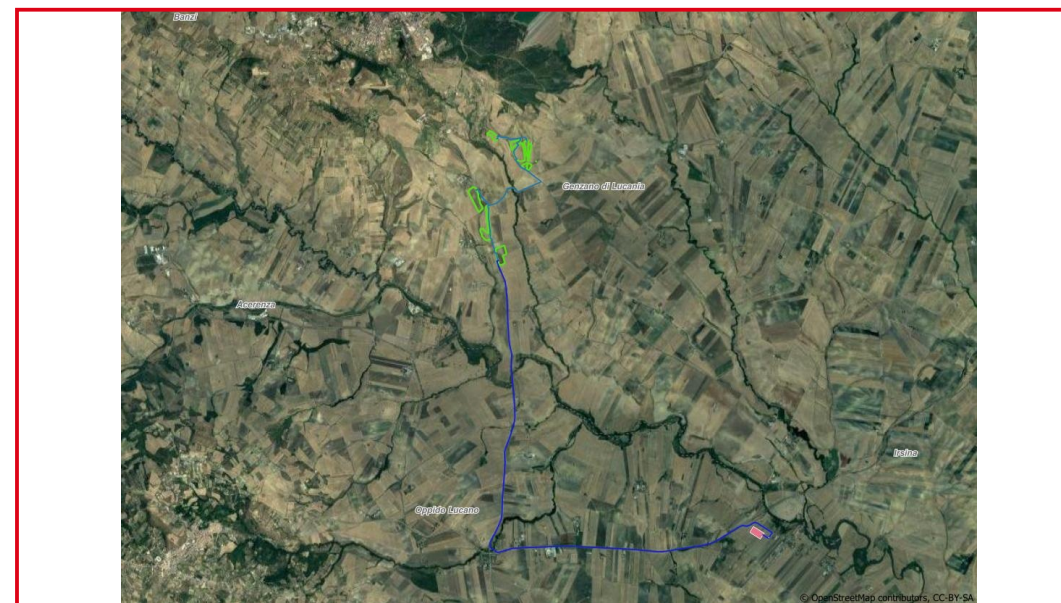 Banzi
Genzano di Lucania
Acerenza
Irsina
Oppido Lucano
© OpenStreetMap contributors, CC-BY-SA